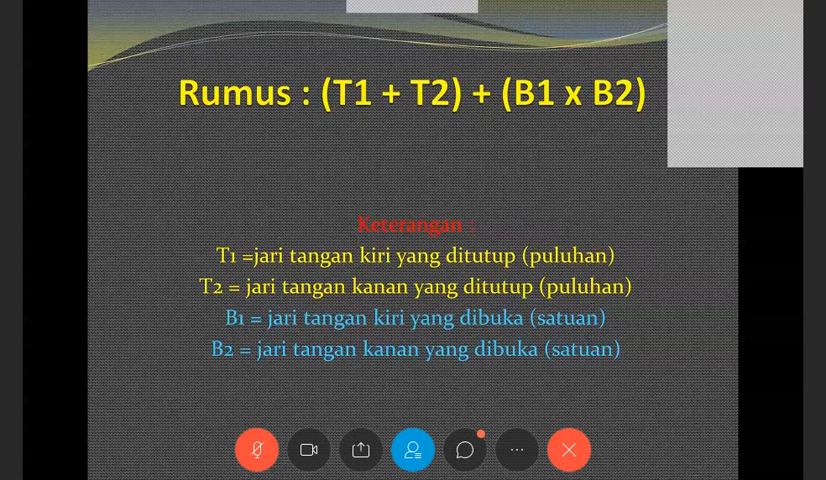 Rumus : (T1 + T2) + (B1 x B2)
Keterangan :
T1 =jari tangan kiri yang ditutup (puluhan)
T2 = jari tangan kanan yang ditutup (puluhan)
B1 = jari tangan kiri yang dibuka (satuan)
B2 = jari tangan kanan yang dibuka (satuan)